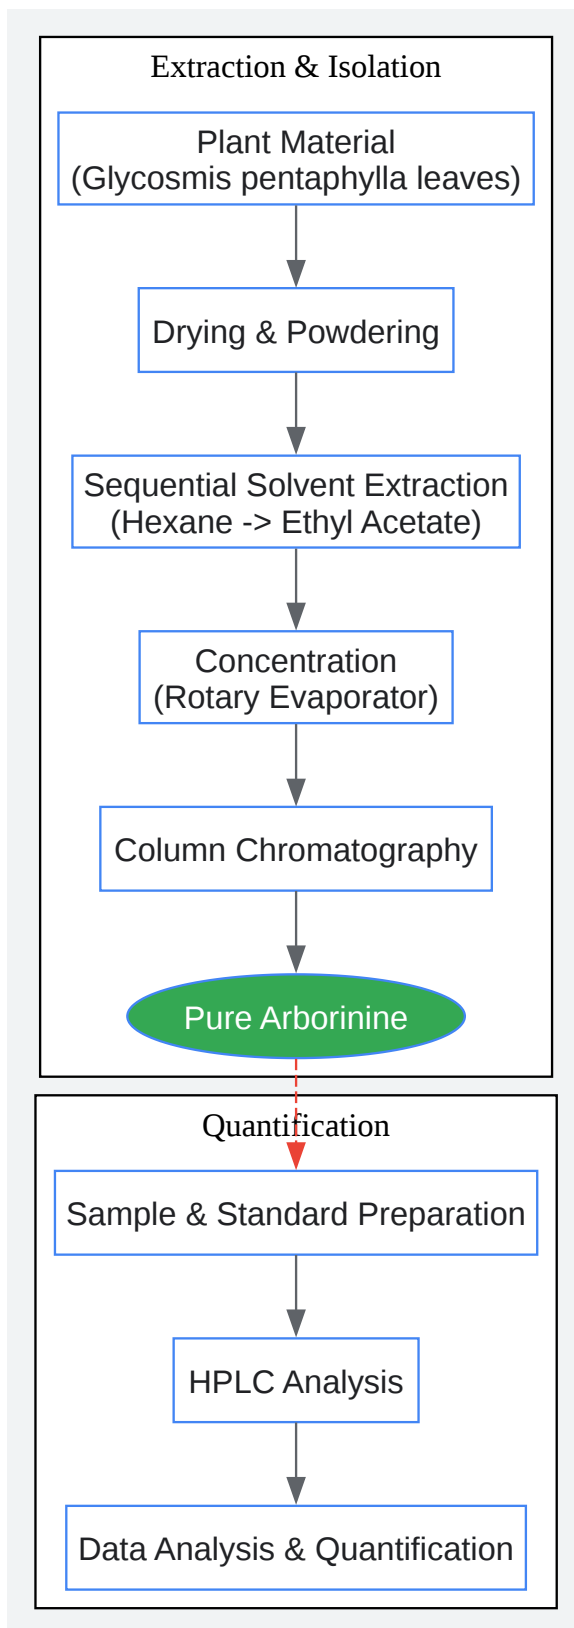 Extraction & Isolation
Plant Material
(Glycosmis pentaphylla leaves)
Drying & Powdering
Sequential Solvent Extraction
(Hexane -> Ethyl Acetate)
Concentration
(Rotary Evaporator)
Column Chromatography
Pure Arborinine
Quantification
Sample & Standard Preparation
HPLC Analysis
Data Analysis & Quantification